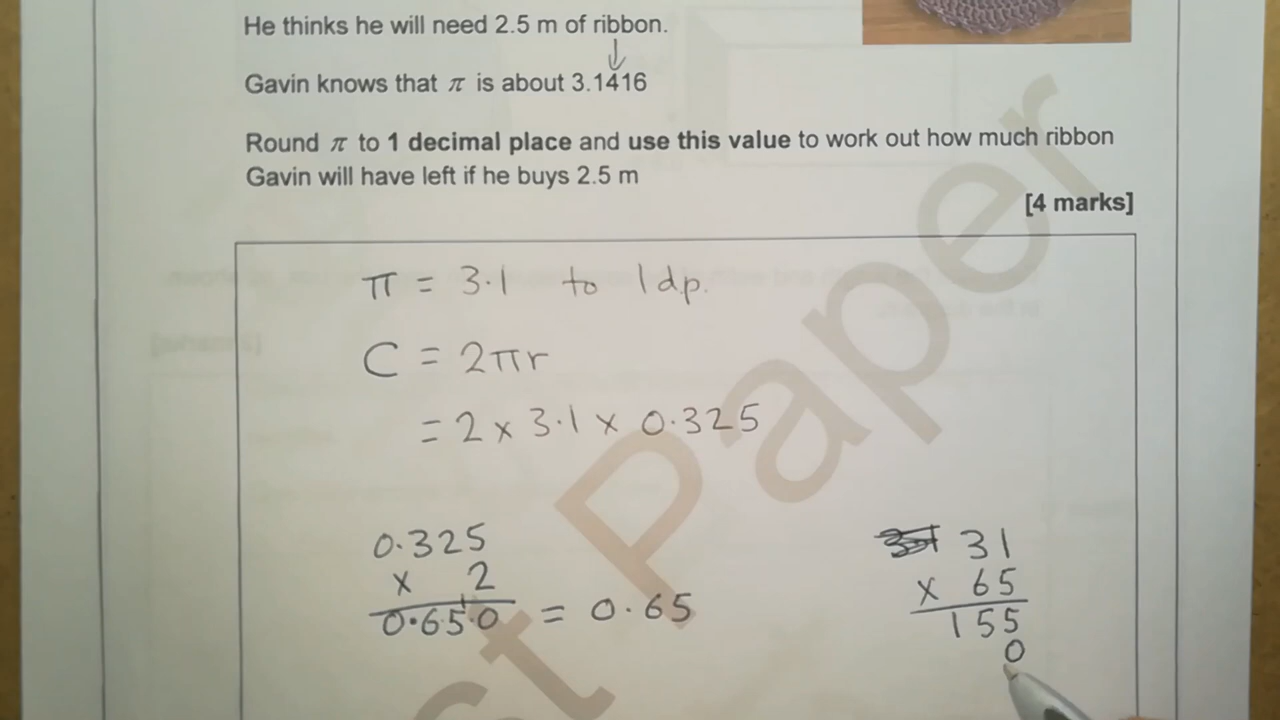 He thinks he will need 2.5 m of ribbon.
Gavin knows that π is about 3.1416
Round π to 1 decimal place and use this value to work out how much ribbon
Gavin will have left if he buys 2.5 m
[4 marks]
π = 3.1 to 1dp.
C = 2πr
= 2 x 3.1 x 0.325
0.325
x 2
0.650 = 0.65
31
x 65
155
0
st Paper